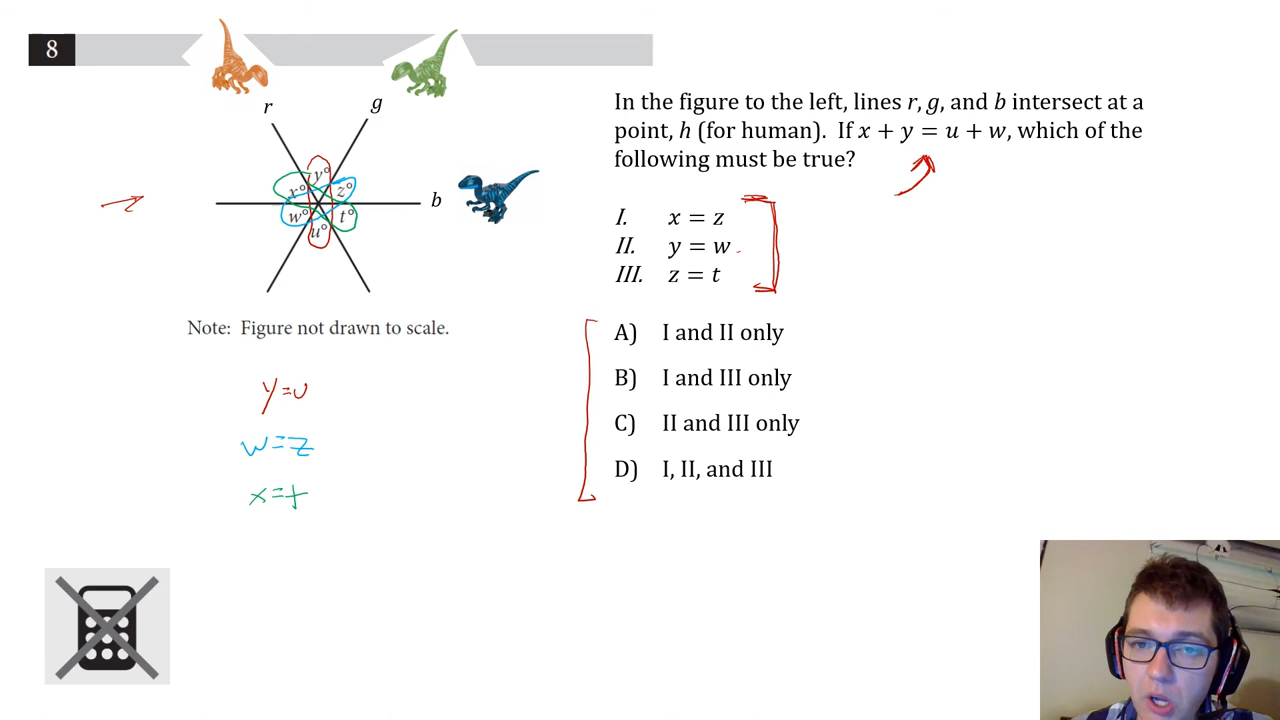 8
r
g
In the figure to the left, lines r, g, and b intersect at a
point, h (for human). If x + y = u + w, which of the
following must be true?
y°
x°
z°
b
w°
t°
u°
I. x = z
II. y = w
III. z = t
Note: Figure not drawn to scale.
A) I and II only
B) I and III only
C) II and III only
D) I, II, and III
y=u
w=z
x=t